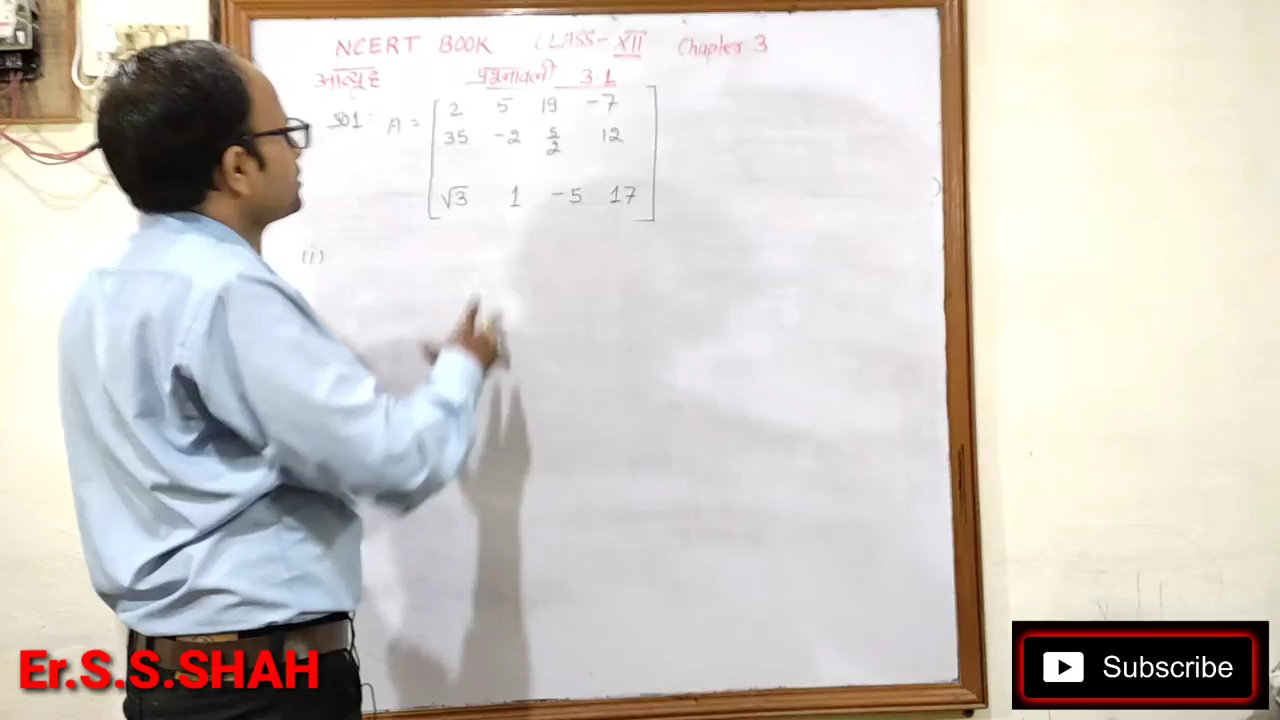 NCERT BOOK CLASS-XII Chapter 3
आव्यूह प्रश्नावली 3.1
Q1: A = [ 2 5 19 -7
35 -2 5/2 12
√3 1 -5 17 ]
(i)
Er.S.S.SHAH
Subscribe